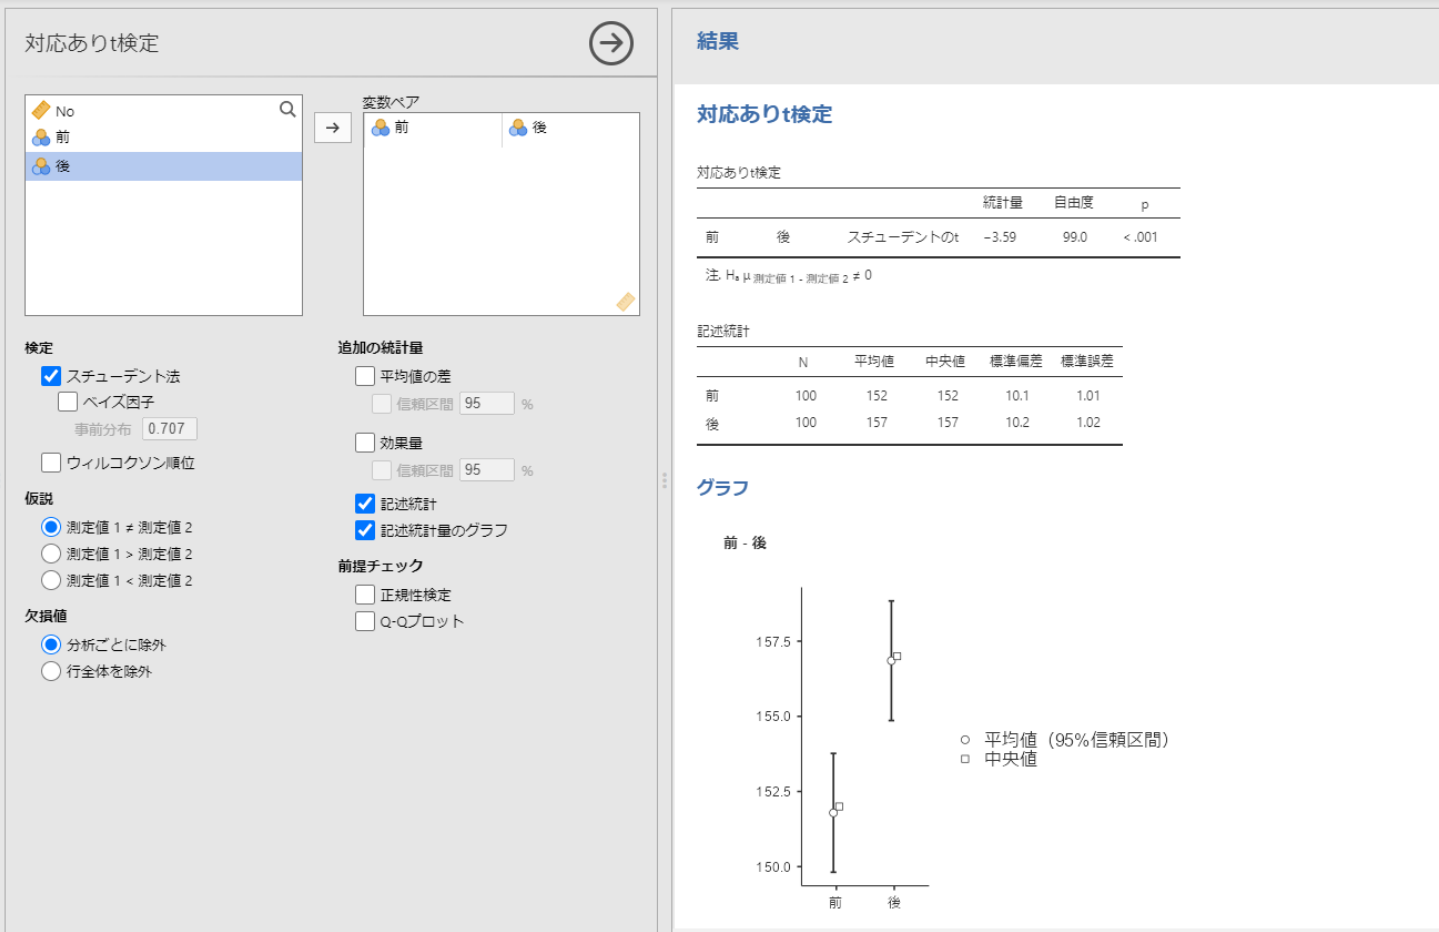 対応ありt検定
No
前
後
変数ペア
前 後
検定
スチューデント法
ベイズ因子
事前分布 0.707
ウィルコクソン順位
仮説
測定値 1 ≠ 測定値 2
測定値 1 > 測定値 2
測定値 1 < 測定値 2
欠損値
分析ごとに除外
行全体を除外
追加の統計量
平均値の差
信頼区間 95 %
効果量
信頼区間 95 %
記述統計
記述統計量のグラフ
前提チェック
正規性検定
Q-Qプロット
結果
対応ありt検定
対応ありt検定
統計量 自由度 p
前 後 スチューデントのt −3.59 99.0 < .001
注. Hₐ μ 測定値 1 - 測定値 2 ≠ 0
記述統計
N 平均値 中央値 標準偏差 標準誤差
前 100 152 152 10.1 1.01
後 100 157 157 10.2 1.02
グラフ
前 - 後
157.5
155.0
152.5
150.0
前 後
平均値（95%信頼区間）
中央値